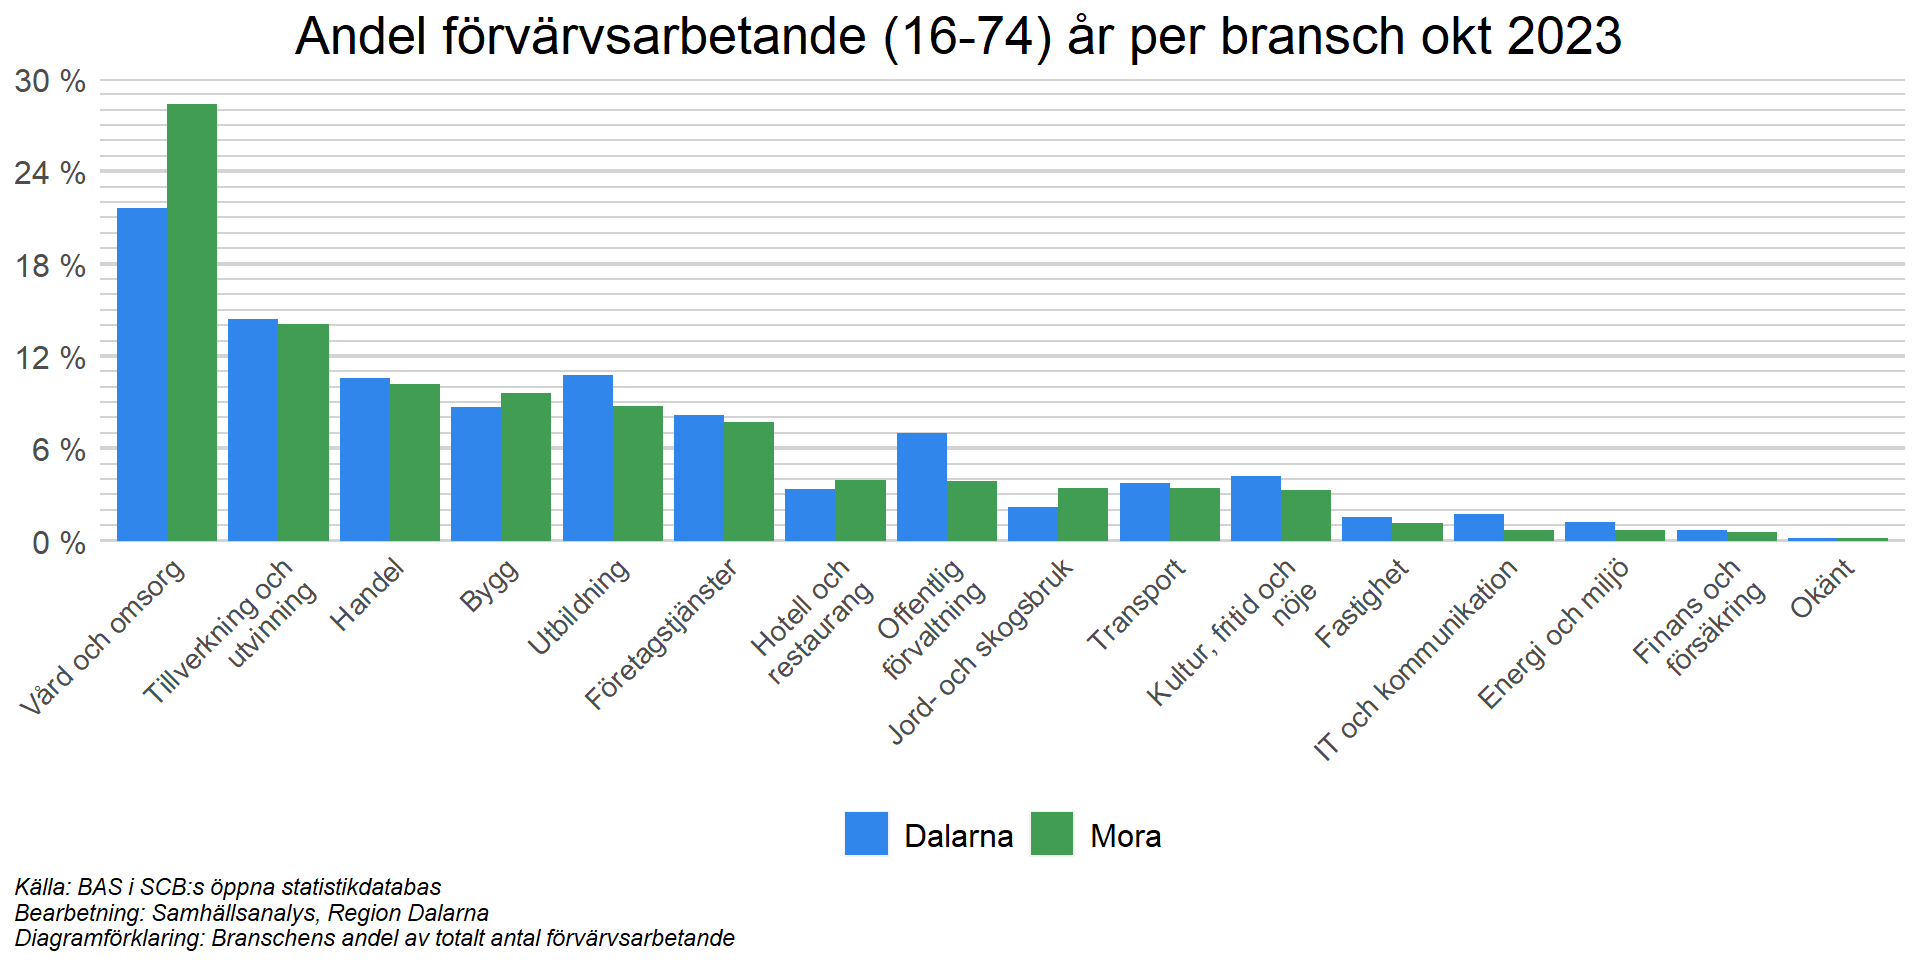 Andel förvärvsarbetande (16-74) år per bransch okt 2023
30 %
24 %
18 %
12 %
6 %
0 %
Vård och omsorg
Tillverkning och
utvinning
Handel
Bygg
Utbildning
Företagstjänster
Hotell och
restaurang
Offentlig
förvaltning
Jord- och skogsbruk
Transport
Kultur, fritid och
nöje
Fastighet
IT och kommunikation
Energi och miljö
Finans och
försäkring
Okänt
Dalarna
Mora
Källa: BAS i SCB:s öppna statistikdatabas
Bearbetning: Samhällsanalys, Region Dalarna
Diagramförklaring: Branschens andel av totalt antal förvärvsarbetande